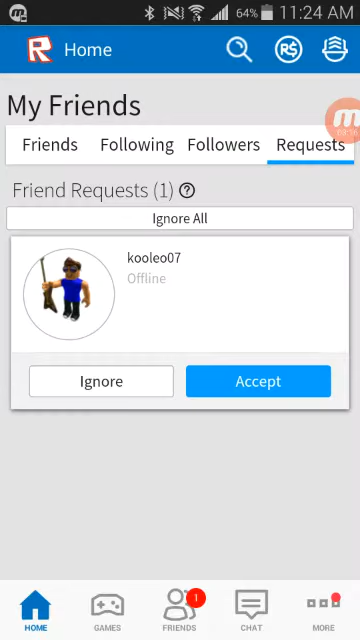 64% 11:24 AM
Home
R$
My Friends
Friends Following Followers Requests
Friend Requests (1) ?
Ignore All
kooleo07
Offline
Ignore Accept
1
HOME GAMES FRIENDS CHAT MORE